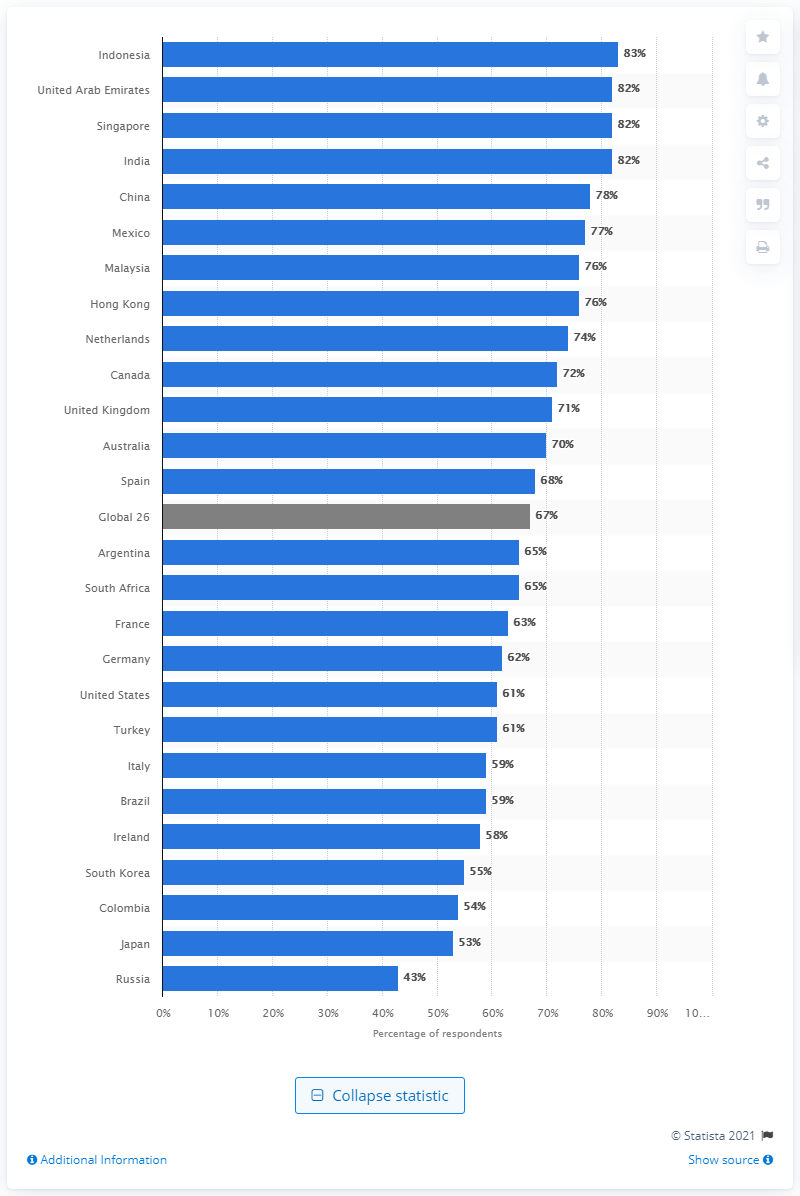 Indonesia 83%
United Arab Emirates 82%
Singapore 82%
India 82%
China 78%
Mexico 77%
Malaysia 76%
Hong Kong 76%
Netherlands 74%
Canada 72%
United Kingdom 71%
Australia 70%
Spain 68%
Global 26 67%
Argentina 65%
South Africa 65%
France 63%
Germany 62%
United States 61%
Turkey 61%
Italy 59%
Brazil 59%
Ireland 58%
South Korea 55%
Colombia 54%
Japan 53%
Russia 43%
0% 10% 20% 30% 40% 50% 60% 70% 80% 90% 10...
Percentage of respondents
Collapse statistic
© Statista 2021
Additional Information Show source